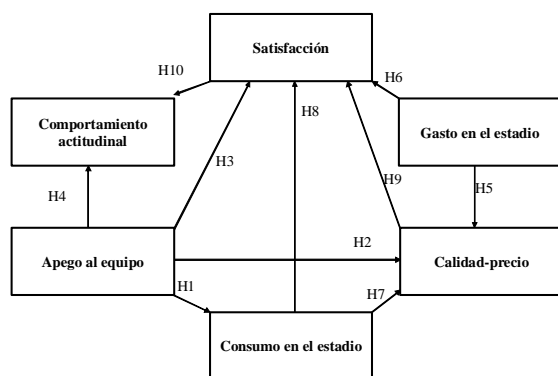 Satisfacción
H10
H6
H8
Comportamiento
actitudinal
Gasto en el estadio
H3
H9
H4
H5
H2
Apego al equipo
Calidad-precio
H1
H7
Consumo en el estadio